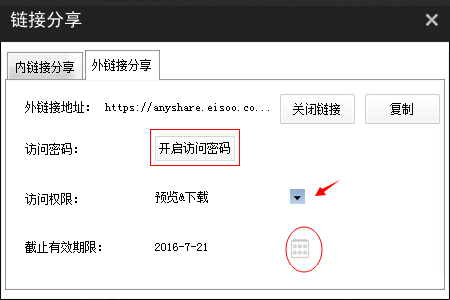 链接分享
内链接分享 外链接分享
外链接地址: https://anyshare.eisoo.co... 关闭链接 复制
访问密码: 开启访问密码
访问权限: 预览&下载
截止有效期限: 2016-7-21